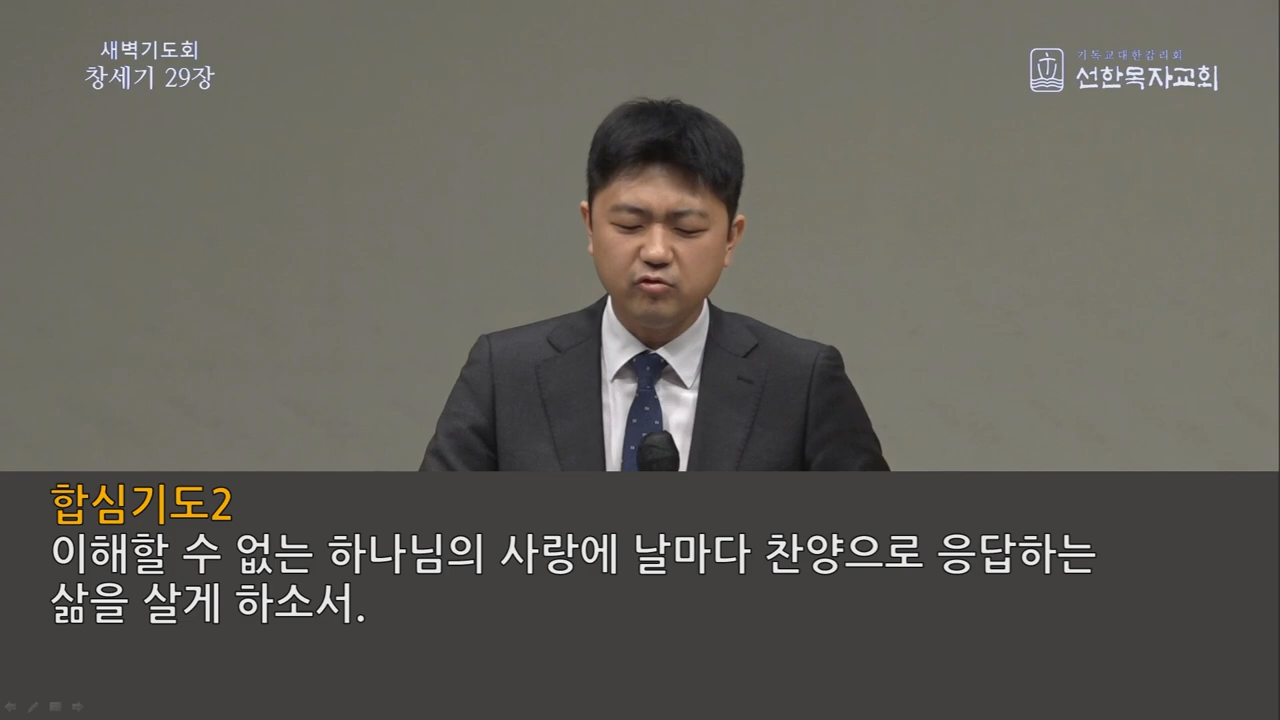 새벽기도회
창세기 29장
기독교대한감리회
선한목자교회
합심기도2
이해할 수 없는 하나님의 사랑에 날마다 찬양으로 응답하는
삶을 살게 하소서.